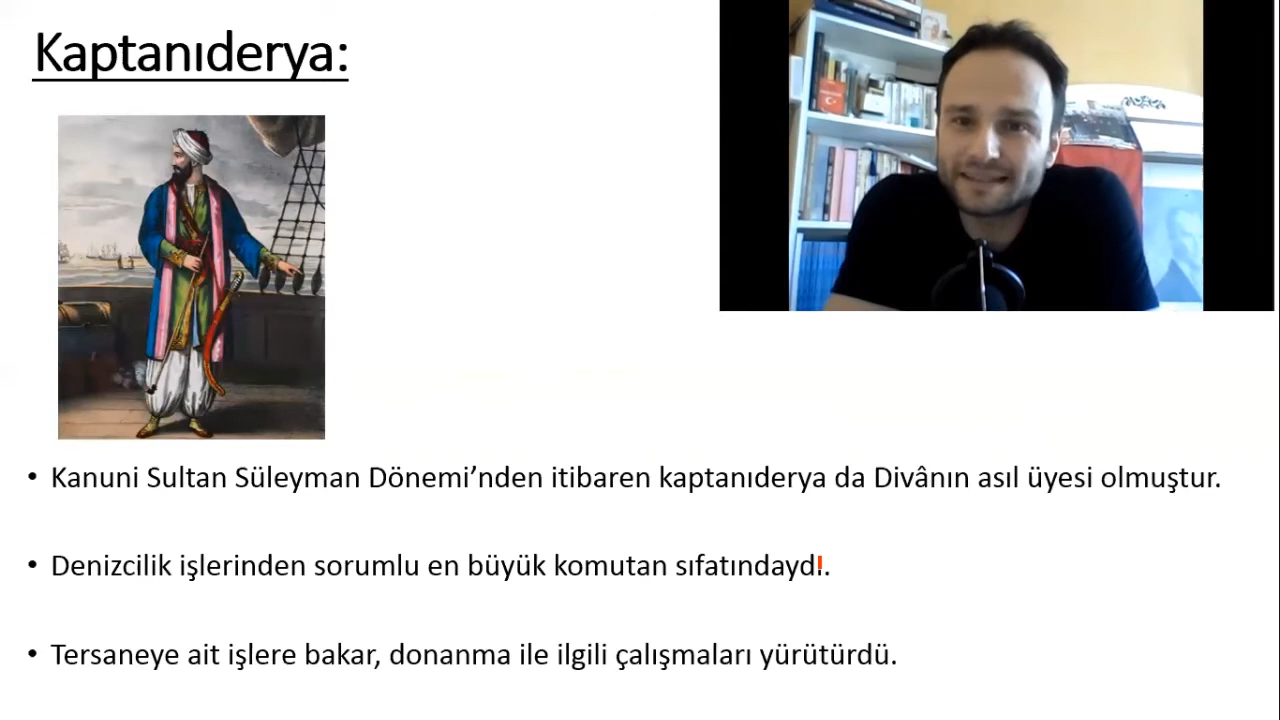 Kaptanıderya:
• Kanuni Sultan Süleyman Dönemi’nden itibaren kaptanıderya da Divânın asıl üyesi olmuştur.
• Denizcilik işlerinden sorumlu en büyük komutan sıfatındaydı.
• Tersaneye ait işlere bakar, donanma ile ilgili çalışmaları yürütürdü.